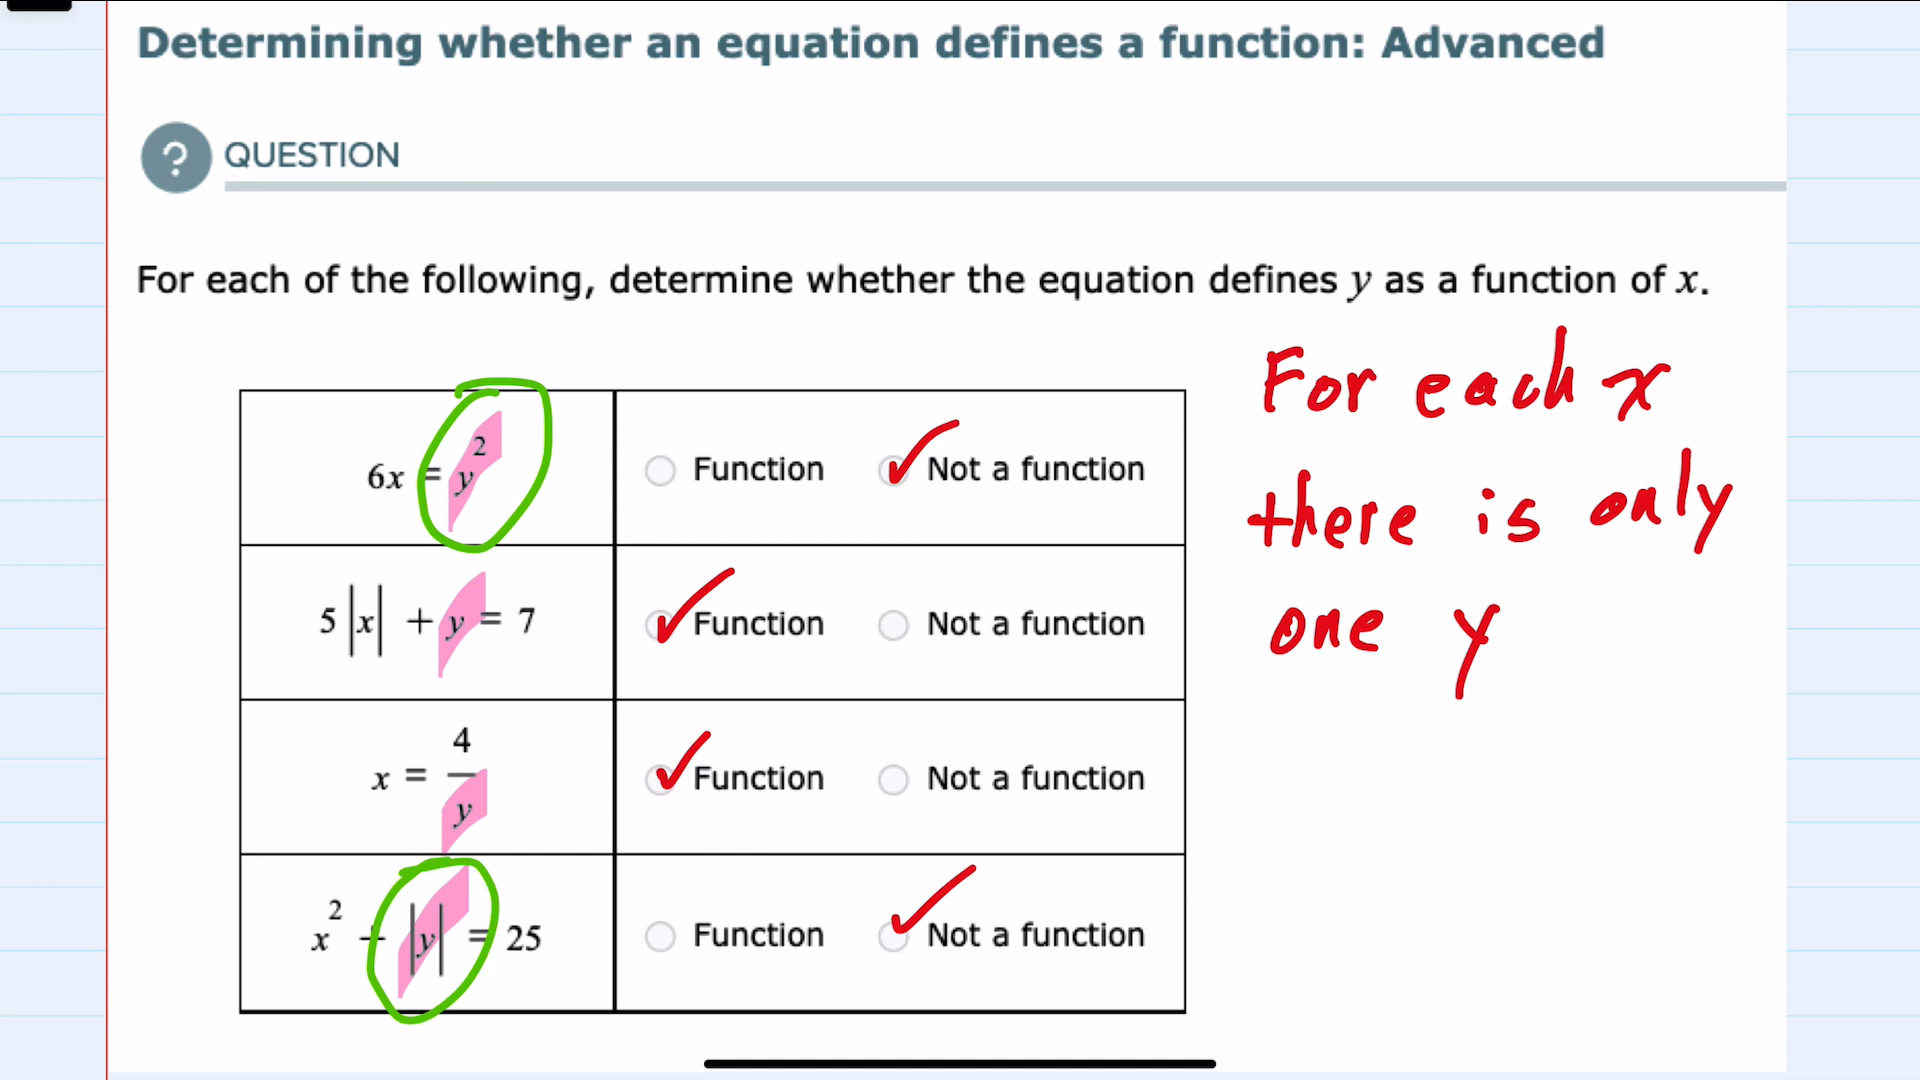 Determining whether an equation defines a function: Advanced
? QUESTION
For each of the following, determine whether the equation defines y as a function of x.
6x = y²
Function Not a function
5|x| + y = 7
Function Not a function
x = 4/y
Function Not a function
x² + |y| = 25
Function Not a function
For each x
there is only
one y